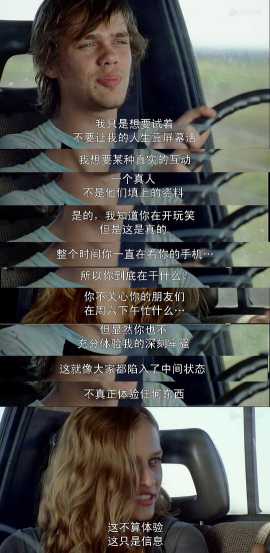 我只是想要试着
不要让我的人生靠屏幕活
我想要某种真实的互动
一个真人
不是他们填上的资料
是的，我知道你在开玩笑
但是这是真的
整个时间你一直在看你的手机…
所以你到底在干什么？
你不关心你的朋友们
在周六下午忙什么…
但显然你也不
充分体验我的深刻牢骚
这就像大家都陷入了中间状态
不真正体验任何东西
这不算体验
这只是信息